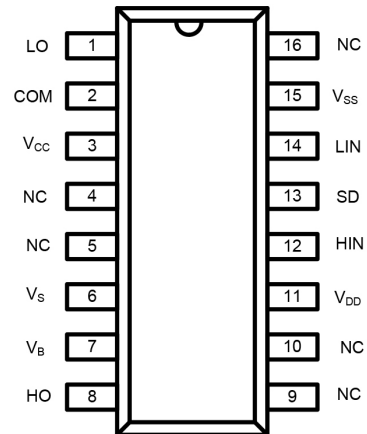 LO 1 16 NC
COM 2 15 VSS
VCC 3 14 LIN
NC 4 13 SD
NC 5 12 HIN
VS 6 11 VDD
VB 7 10 NC
HO 8 9 NC